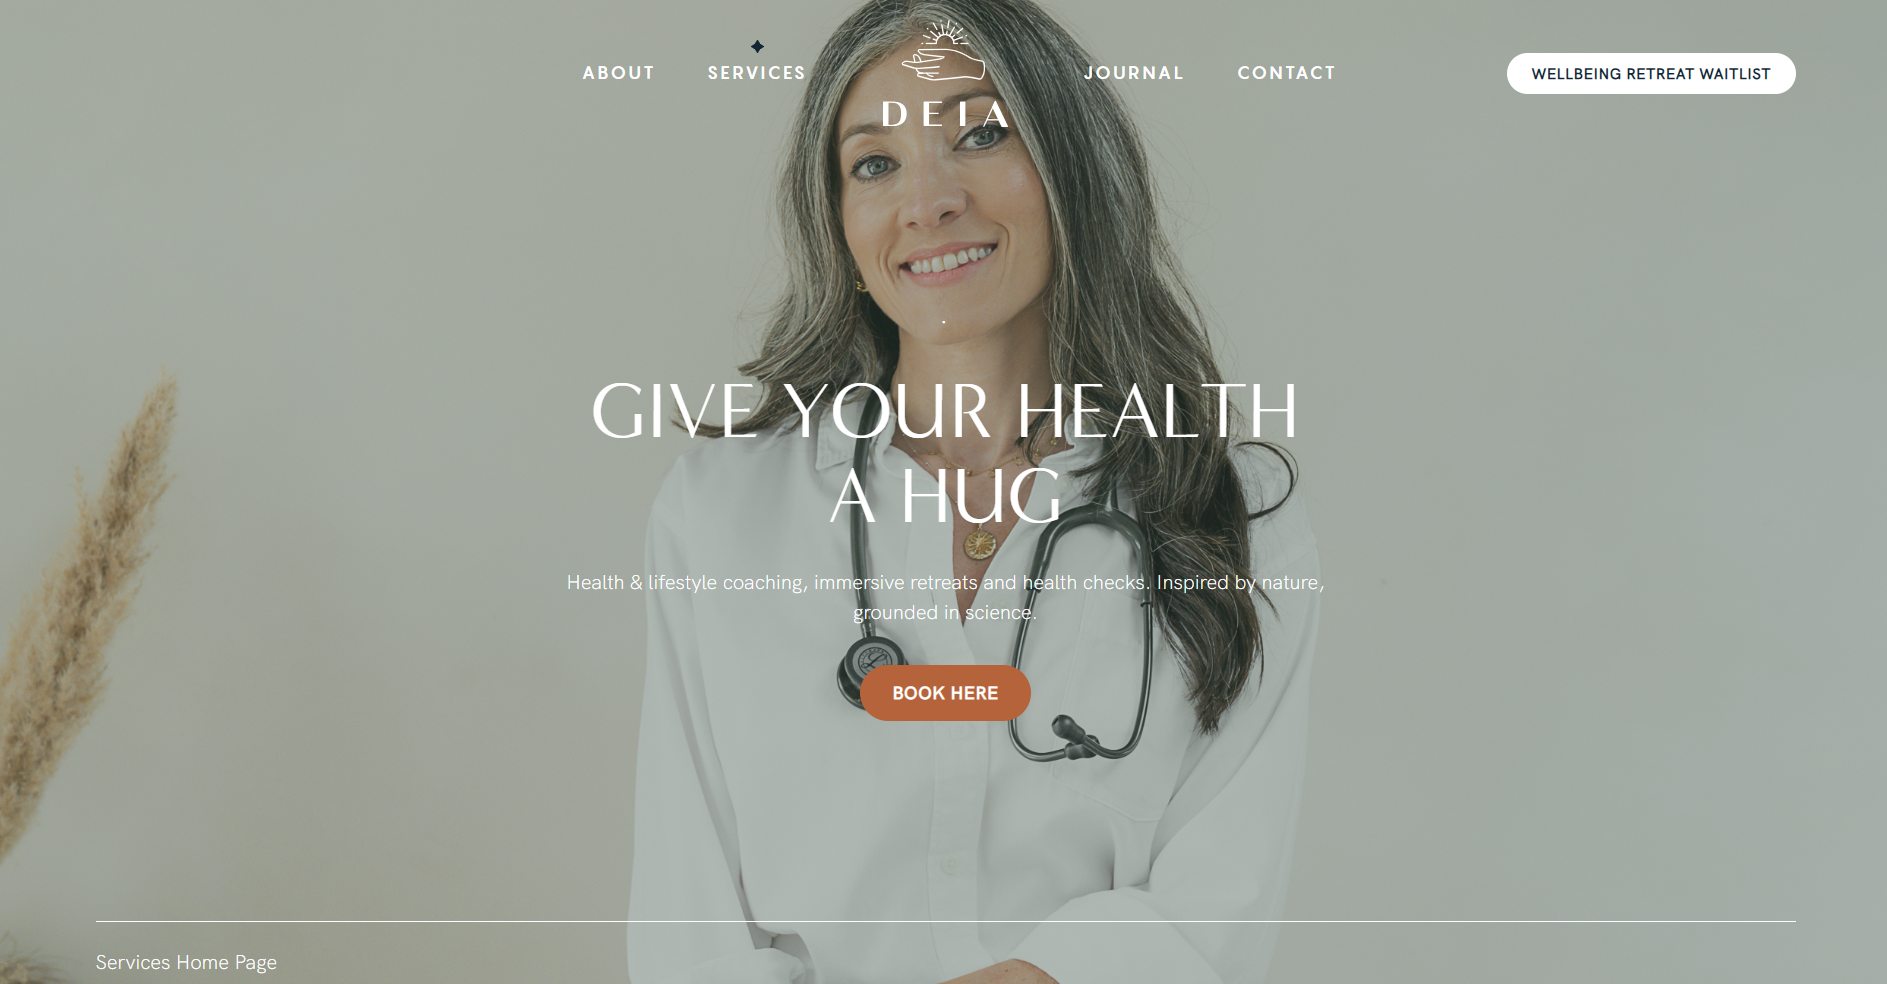 ABOUT
SERVICES
DEIA
JOURNAL
CONTACT
WELLBEING RETREAT WAITLIST
GIVE YOUR HEALTH
A HUG
Health & lifestyle coaching, immersive retreats and health checks. Inspired by nature,
grounded in science.
BOOK HERE
Services Home Page